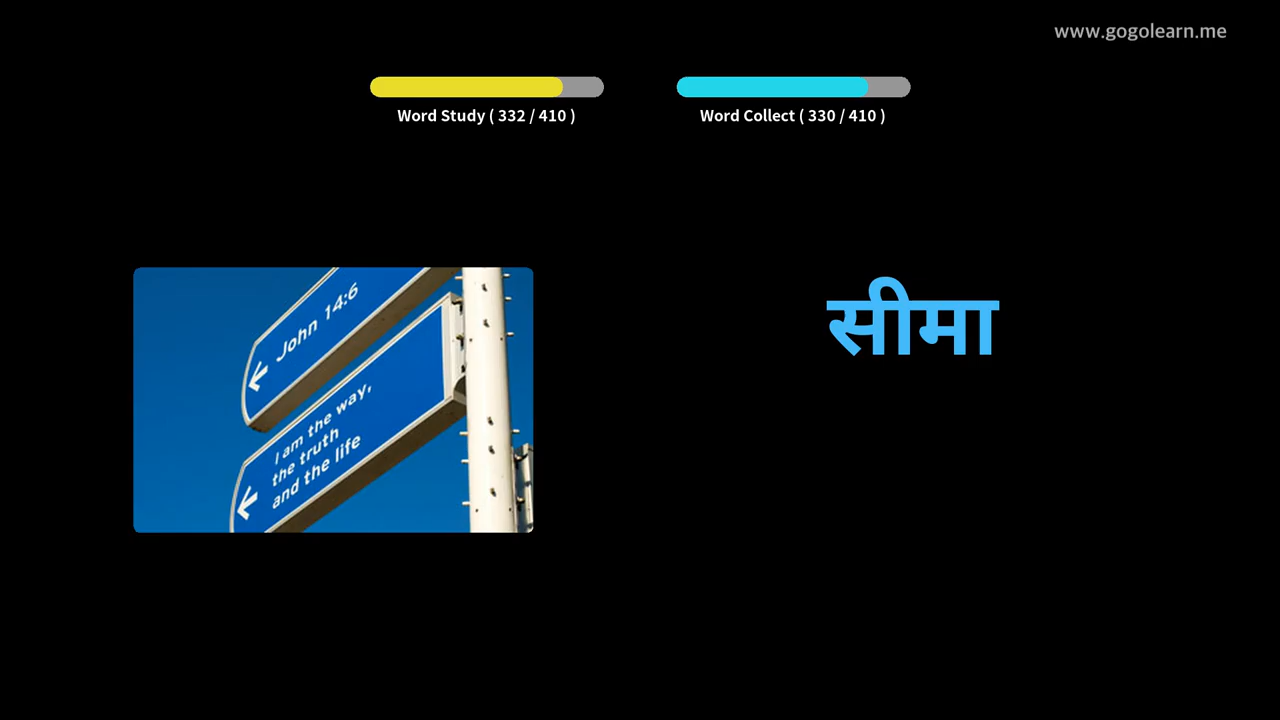 www.gogolearn.me
Word Study ( 332 / 410 )
Word Collect ( 330 / 410 )
John 14:6
I am the way,
the truth
and the life
सीमा